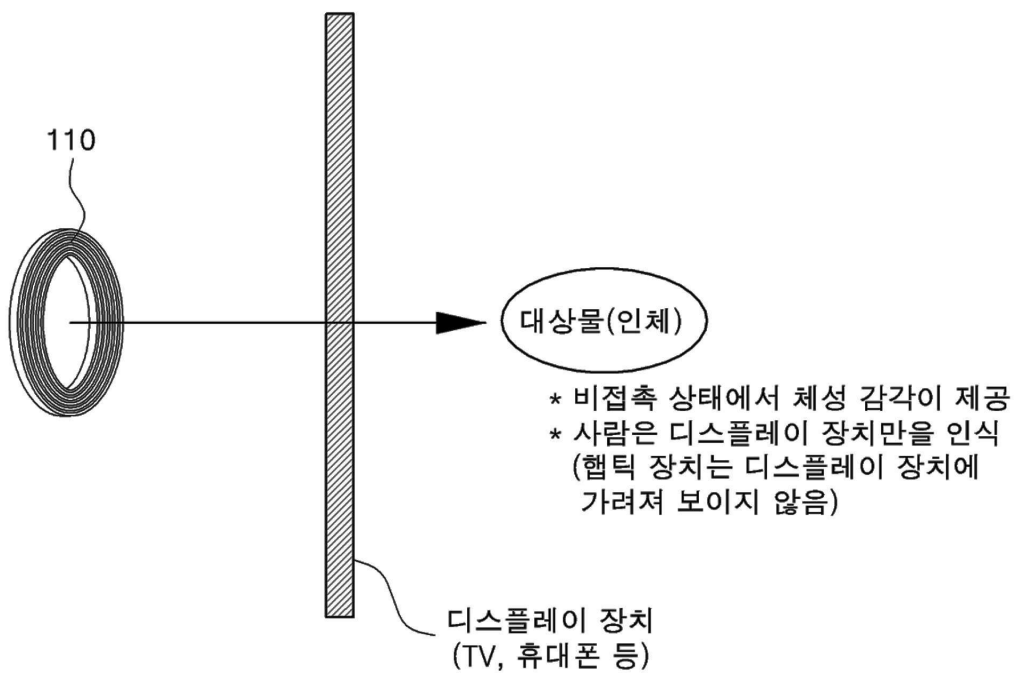 110
대상물(인체)
* 비접촉 상태에서 체성 감각이 제공
* 사람은 디스플레이 장치만을 인식
(햅틱 장치는 디스플레이 장치에
가려져 보이지 않음)
디스플레이 장치
(TV, 휴대폰 등)